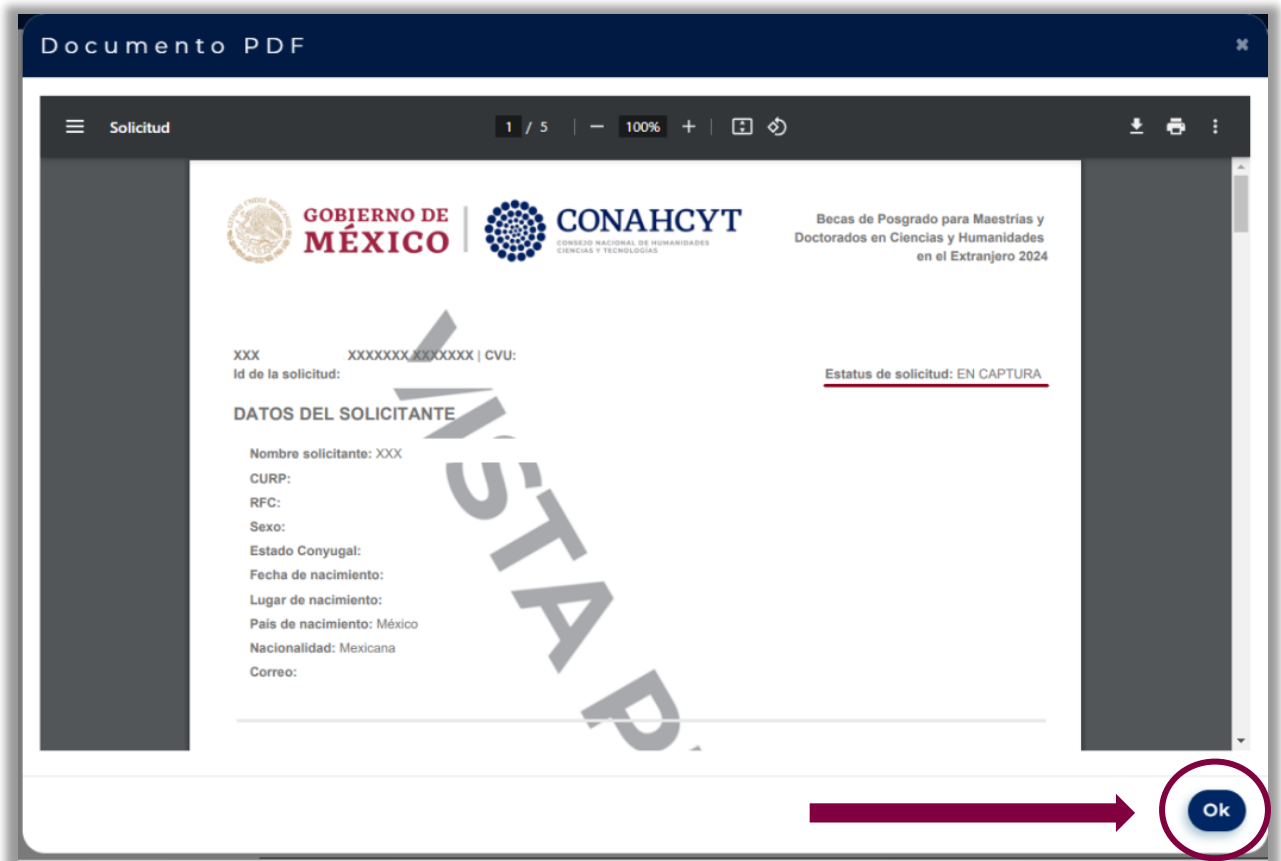 Documento PDF
Solicitud
1 / 5
100%
GOBIERNO DE
MÉXICO
CONAHCYT
CONSEJO NACIONAL DE HUMANIDADES
CIENCIAS Y TECNOLOGÍAS
Becas de Posgrado para Maestrías y
Doctorados en Ciencias y Humanidades
en el Extranjero 2024
XXX XXXXXXX XXXXXXX | CVU:
Id de la solicitud:
Estatus de solicitud: EN CAPTURA
DATOS DEL SOLICITANTE
Nombre solicitante: XXX
CURP:
RFC:
Sexo:
Estado Conyugal:
Fecha de nacimiento:
Lugar de nacimiento:
País de nacimiento: México
Nacionalidad: Mexicana
Correo:
VISTA P
Ok